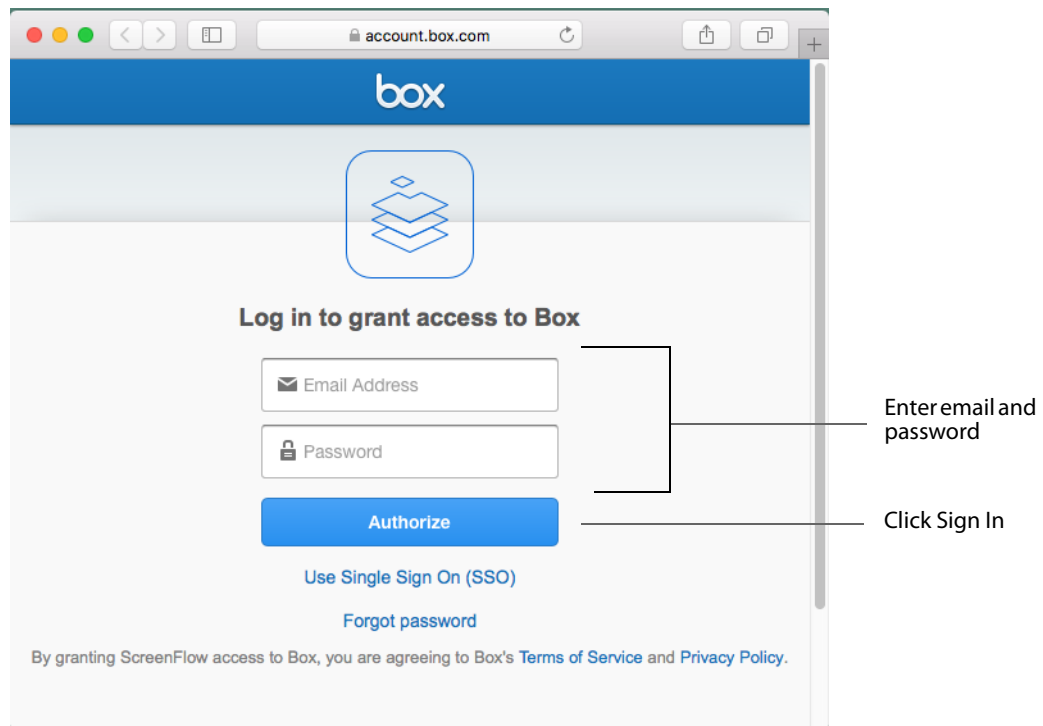 account.box.com
box
Log in to grant access to Box
Email Address
Password
Enter email and
password
Authorize
Click Sign In
Use Single Sign On (SSO)
Forgot password
By granting ScreenFlow access to Box, you are agreeing to Box's Terms of Service and Privacy Policy.